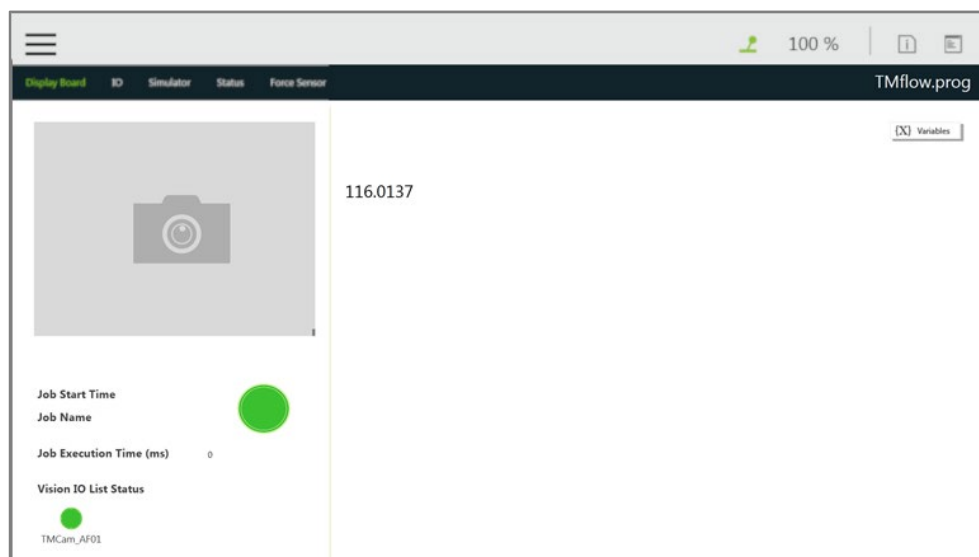 100 %
Display Board IO Simulator Status Force Sensor TMflow.prog
{X} Variables
116.0137
Job Start Time
Job Name
Job Execution Time (ms) 0
Vision IO List Status
TMCam_AF01